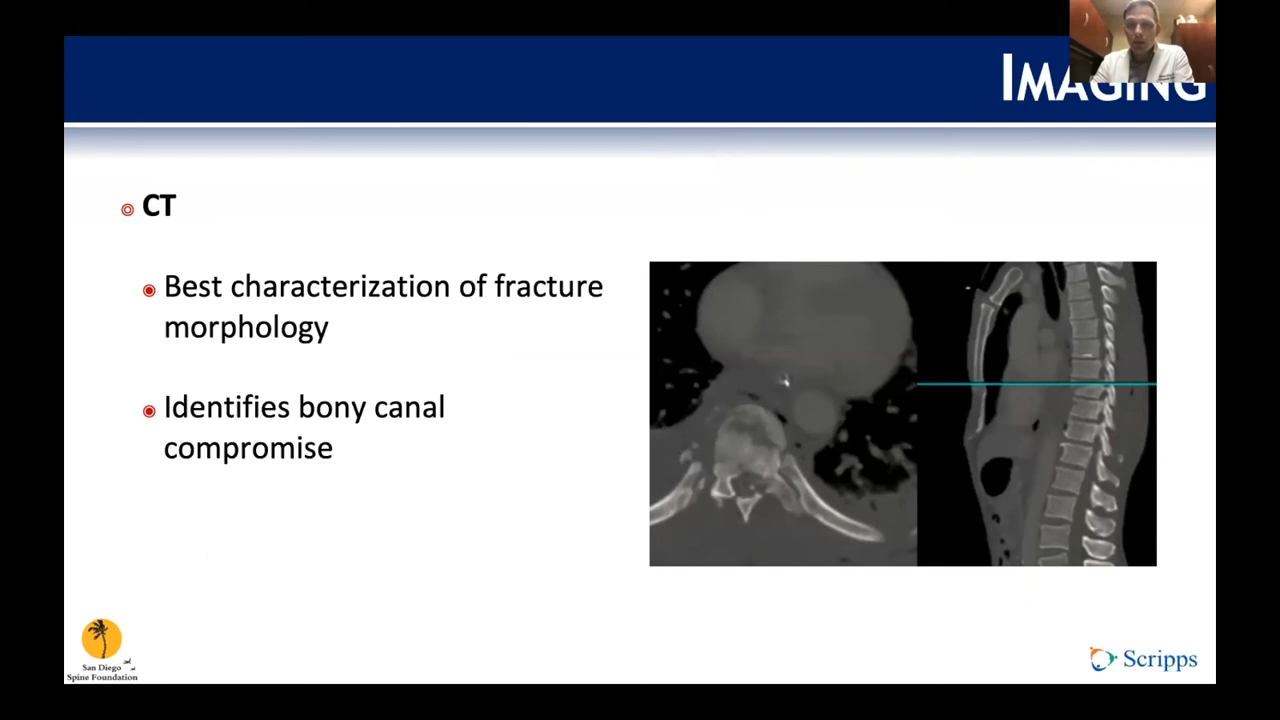 IMAGING
CT
Best characterization of fracture
morphology
Identifies bony canal
compromise
San Diego
Spine Foundation
Scripps